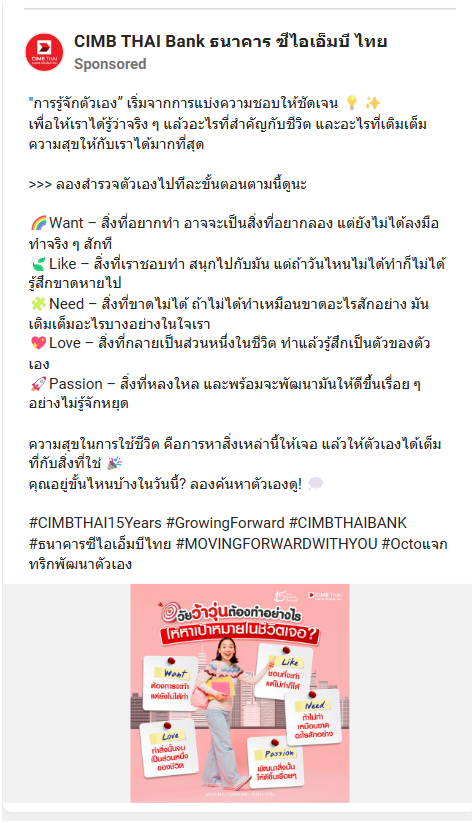 CIMB THAI Bank ธนาคาร ซีไอเอ็มบี ไทย
Sponsored
"การรู้จักตัวเอง” เริ่มจากการแบ่งความชอบให้ชัดเจน 💡 ✨
เพื่อให้เราได้รู้ว่าจริง ๆ แล้วอะไรที่สำคัญกับชีวิต และอะไรที่เติมเต็ม
ความสุขให้กับเราได้มากที่สุด
>>> ลองสำรวจตัวเองไปทีละขั้นตอนตามนี้ดูนะ
🌈Want – สิ่งที่อยากทำ อาจจะเป็นสิ่งที่อยากลอง แต่ยังไม่ได้ลงมือ
ทำจริง ๆ สักที
🌱Like – สิ่งที่เราชอบทำ สนุกไปกับมัน แต่ถ้าวันไหนไม่ได้ทำก็ไม่ได้
รู้สึกขาดหายไป
🧩Need – สิ่งที่ขาดไม่ได้ ถ้าไม่ได้ทำเหมือนขาดอะไรสักอย่าง มัน
เติมเต็มอะไรบางอย่างในใจเรา
💖Love – สิ่งที่กลายเป็นส่วนหนึ่งในชีวิต ทำแล้วรู้สึกเป็นตัวของตัว
เอง
🚀Passion – สิ่งที่หลงใหล และพร้อมจะพัฒนามันให้ดีขึ้นเรื่อย ๆ
อย่างไม่รู้จักหยุด
ความสุขในการใช้ชีวิต คือการหาสิ่งเหล่านี้ให้เจอ แล้วให้ตัวเองได้เต็ม
ที่กับสิ่งที่ใช่ 🎉
คุณอยู่ขั้นไหนบ้างในวันนี้? ลองค้นหาตัวเองดู! 💭
#CIMBTHAI15Years #GrowingForward #CIMBTHAIBANK
#ธนาคารซีไอเอ็มบีไทย #MOVINGFORWARDWITHYOU #Octoแจก
ทริกพัฒนาตัวเอง
CIMB THAI
วัยว้าวุ่นต้องทำอย่างไร
ให้หาเป้าหมายในชีวิตเจอ?
Want
ต้องการจะทำ
แต่ยังไม่ได้ทำ
Like
ชอบที่จะทำ
แต่ไม่ทำก็ได้
Need
ถ้าไม่ทำ
เหมือนขาด
อะไรสักอย่าง
Love
ทำสิ่งนั้นจน
เป็นส่วนหนึ่ง
ของชีวิต
Passion
พัฒนาสิ่งนั้น
ให้ดีขึ้นเรื่อยๆ